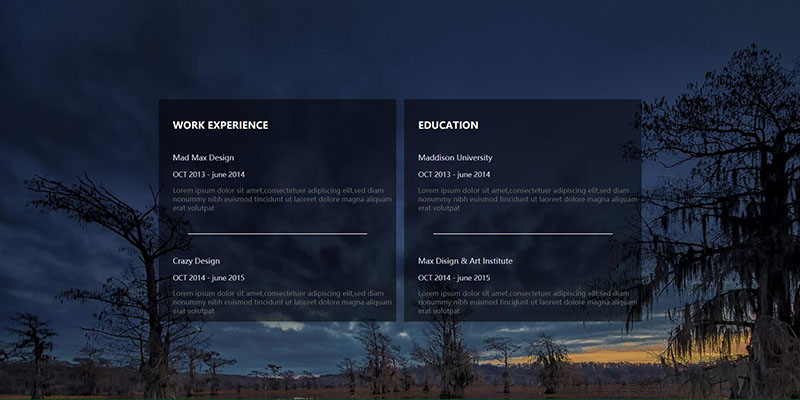 WORK EXPERIENCE
Mad Max Design
OCT 2013 - june 2014
Lorem ipsum dolor sit amet,consectetuer adipiscing elit,sed diam
nonummy nibh euismod tincidunt ut laoreet dolore magna aliquam
erat volutpat
Crazy Design
OCT 2014 - june 2015
Lorem ipsum dolor sit amet,consectetuer adipiscing elit,sed diam
nonummy nibh euismod tincidunt ut laoreet dolore magna aliquam
erat volutpat
EDUCATION
Maddison University
OCT 2013 - june 2014
Lorem ipsum dolor sit amet,consectetuer adipiscing elit,sed diam
nonummy nibh euismod tincidunt ut laoreet dolore magna aliquam
erat volutpat
Max Disign & Art Institute
OCT 2014 - june 2015
Lorem ipsum dolor sit amet,consectetuer adipiscing elit,sed diam
nonummy nibh euismod tincidunt ut laoreet dolore magna aliquam
erat volutpat